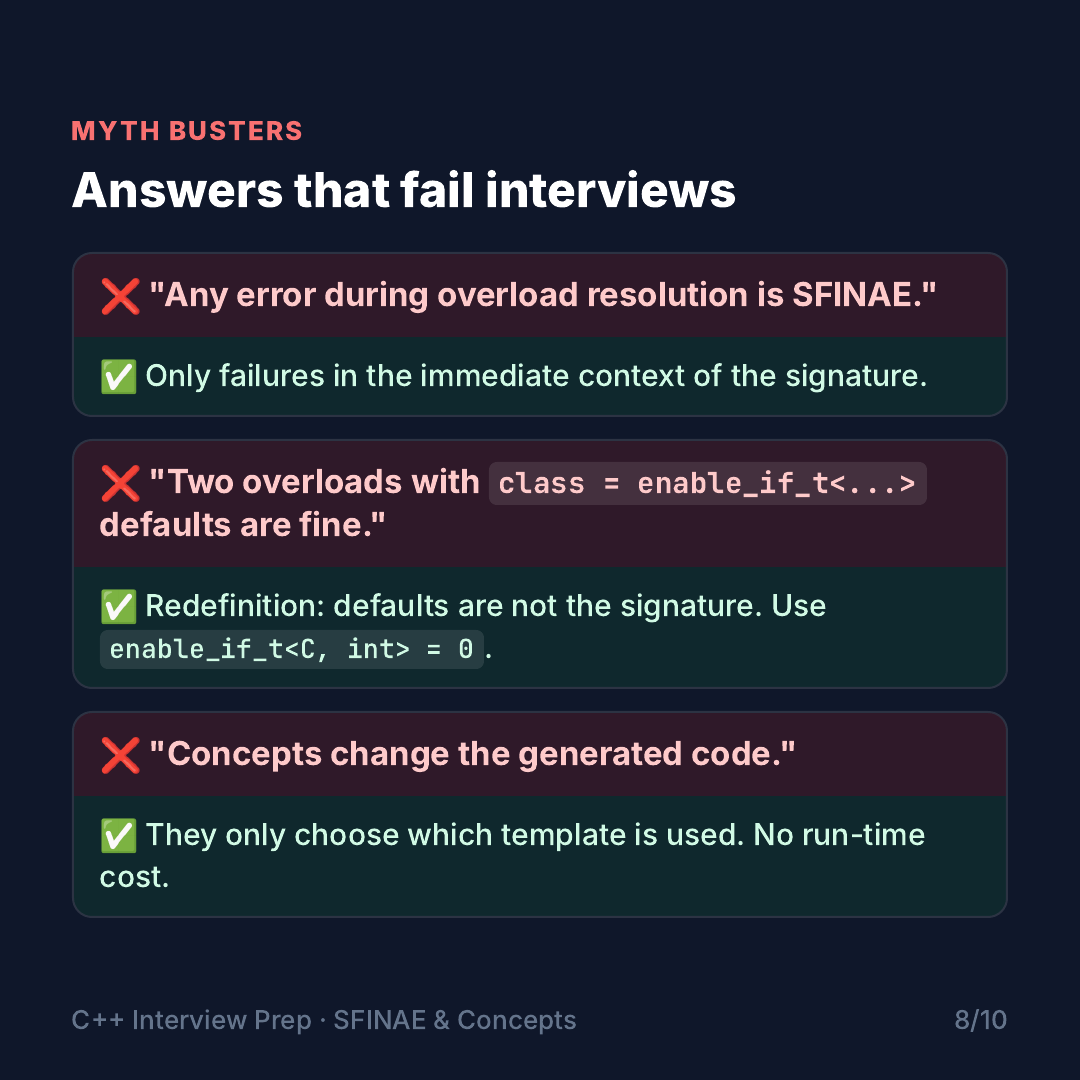 MYTH BUSTERS
Answers that fail interviews
❌ "Any error during overload resolution is SFINAE."
✅ Only failures in the immediate context of the signature.
❌ "Two overloads with class = enable_if_t<...>
defaults are fine."
✅ Redefinition: defaults are not the signature. Use
enable_if_t<C, int> = 0.
❌ "Concepts change the generated code."
✅ They only choose which template is used. No run-time
cost.
C++ Interview Prep · SFINAE & Concepts
8/10